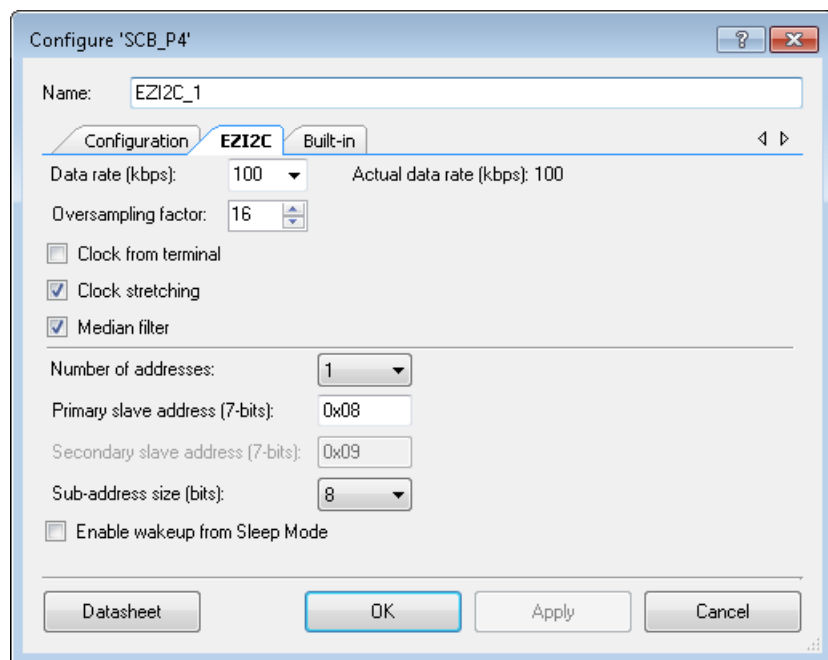 Configure 'SCB_P4'
Name: EZI2C_1
Configuration EZI2C Built-in
Data rate (kbps): 100 Actual data rate (kbps): 100
Oversampling factor: 16
Clock from terminal
Clock stretching
Median filter
Number of addresses: 1
Primary slave address (7-bits): 0x08
Secondary slave address (7-bits): 0x09
Sub-address size (bits): 8
Enable wakeup from Sleep Mode
Datasheet OK Apply Cancel